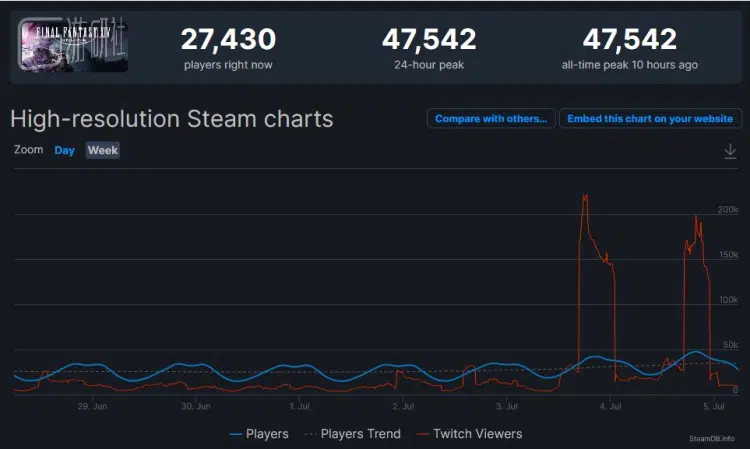 FINAL FANTASY XIV
游研社
27,430
players right now
47,542
24-hour peak
47,542
all-time peak 10 hours ago
High-resolution Steam charts
Compare with others...
Embed this chart on your website
Zoom Day Week
200k
150k
100k
50k
0
29. Jun 30. Jun 1. Jul 2. Jul 3. Jul 4. Jul 5. Jul
Players Players Trend Twitch Viewers
SteamDB.info